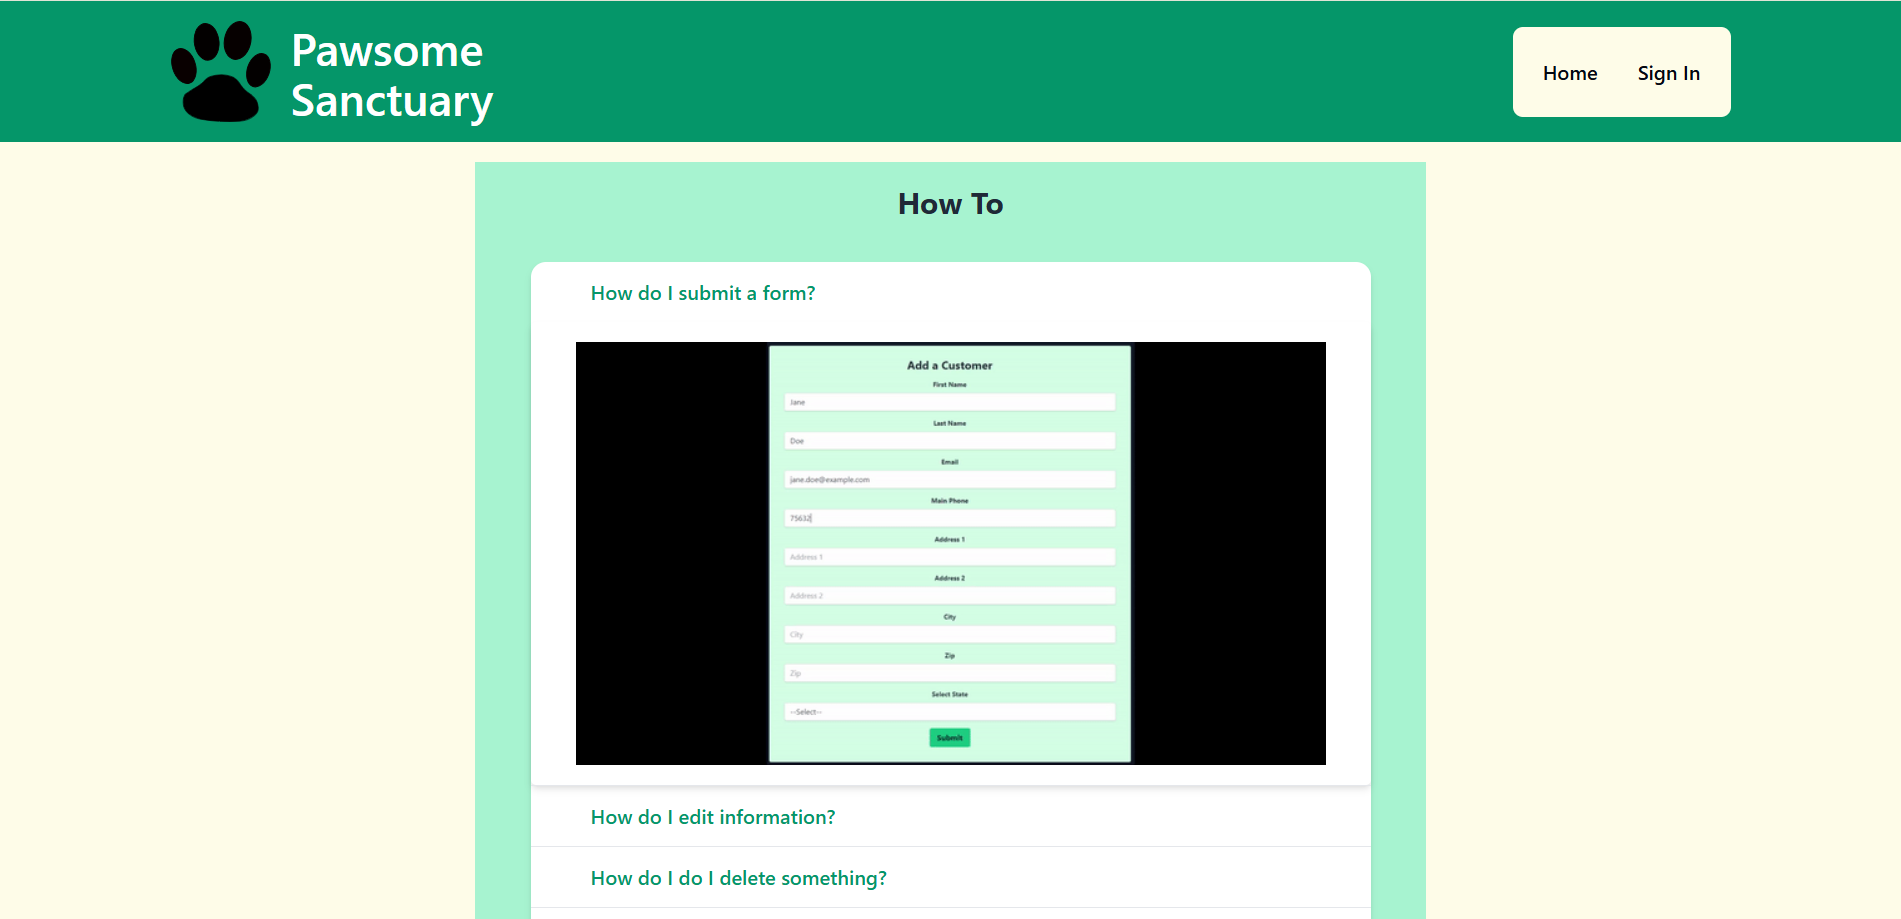 Pawsome
Sanctuary
Home
Sign In
How To
How do I submit a form?
Add a Customer
First Name
Jane
Last Name
Doe
Email
jane.doe@example.com
Main Phone
75632
Address 1
Address 1
Address 2
Address 2
City
City
Zip
Zip
Select State
--Select--
Submit
How do I edit information?
How do I do I delete something?